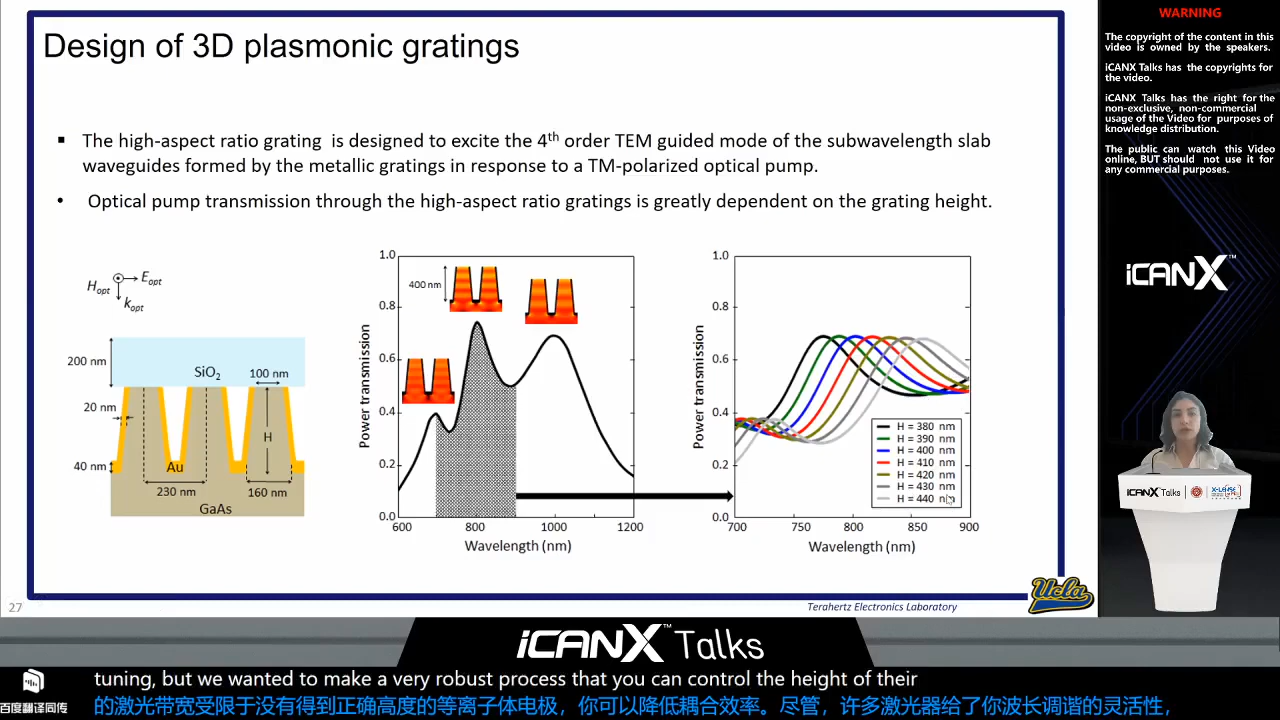 Design of 3D plasmonic gratings
▪ The high-aspect ratio grating is designed to excite the 4th order TEM guided mode of the subwavelength slab
waveguides formed by the metallic gratings in response to a TM-polarized optical pump.
• Optical pump transmission through the high-aspect ratio gratings is greatly dependent on the grating height.
Hopt
Eopt
kopt
200 nm
SiO2
100 nm
20 nm
H
40 nm
Au
230 nm
160 nm
GaAs
Power transmission
1.0
0.8
0.6
0.4
0.2
0.0
400 nm
600
800
1000
1200
Wavelength (nm)
Power transmission
1.0
0.8
0.6
0.4
0.2
0.0
H = 380 nm
H = 390 nm
H = 400 nm
H = 410 nm
H = 420 nm
H = 430 nm
H = 440 nm
700
750
800
850
900
Wavelength (nm)
27
Terahertz Electronics Laboratory
Ucla
WARNING
The copyright of the content in this
video is owned by the speakers.
iCANX Talks has the copyrights for
the video.
iCANX Talks has the right for the
non-exclusive, non-commercial
usage of the Video for purposes of
knowledge distribution.
The public can watch this Video
online, BUT should not use it for
any commercial purposes.
iCANX™
iCANX Talks
iCANX™ Talks
tuning, but we wanted to make a very robust process that you can control the height of their
百度翻译同传
的激光带宽受限于没有得到正确高度的等离子体电极，你可以降低耦合效率。尽管，许多激光器给了你波长调谐的灵活性，